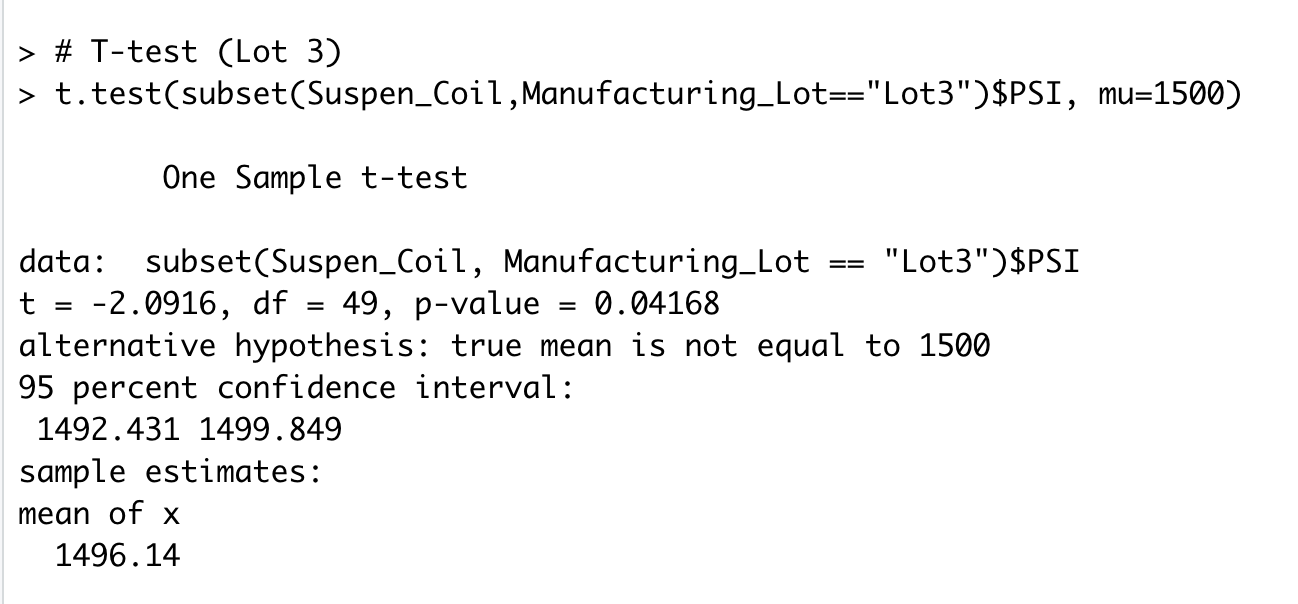 > # T-test (Lot 3)
> t.test(subset(Suspen_Coil,Manufacturing_Lot=="Lot3")$PSI, mu=1500)
One Sample t-test
data:  subset(Suspen_Coil, Manufacturing_Lot == "Lot3")$PSI
t = -2.0916, df = 49, p-value = 0.04168
alternative hypothesis: true mean is not equal to 1500
95 percent confidence interval:
1492.431 1499.849
sample estimates:
mean of x
1496.14